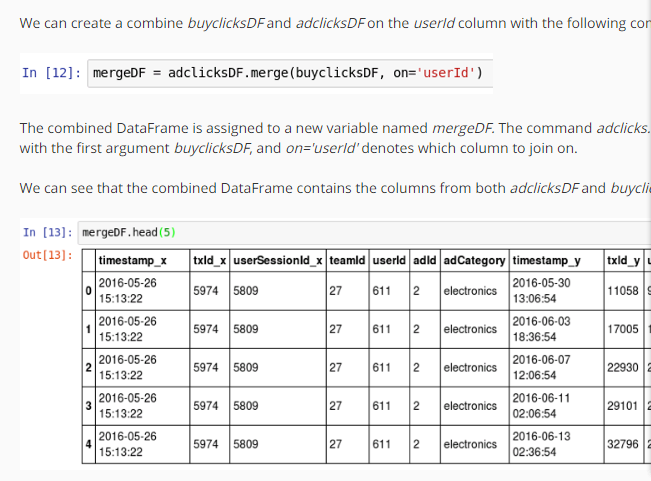 We can create a combine buyclicksDF and adclicksDF on the userId column with the following
In [12]: mergeDF = adclicksDF.merge(buyclicksDF, on='userId')
The combined DataFrame is assigned to a new variable named mergeDF. The command adclicks.
with the first argument buyclicksDF, and on='userId' denotes which column to join on.
We can see that the combined DataFrame contains the columns from both adclicksDF and
In [13]: mergeDF.head(5)
Out[13]:
timestamp_x txId_x userSessionId_x teamId userId adId adCategory timestamp_y txId_y
0 2016-05-26 15:13:22 5974 5809 27 611 2 electronics 2016-05-30 13:06:54 11058
1 2016-05-26 15:13:22 5974 5809 27 611 2 electronics 2016-06-03 18:36:54 17005
2 2016-05-26 15:13:22 5974 5809 27 611 2 electronics 2016-06-07 12:06:54 22930
3 2016-05-26 15:13:22 5974 5809 27 611 2 electronics 2016-06-11 02:06:54 29101
4 2016-05-26 15:13:22 5974 5809 27 611 2 electronics 2016-06-13 02:36:54 32796